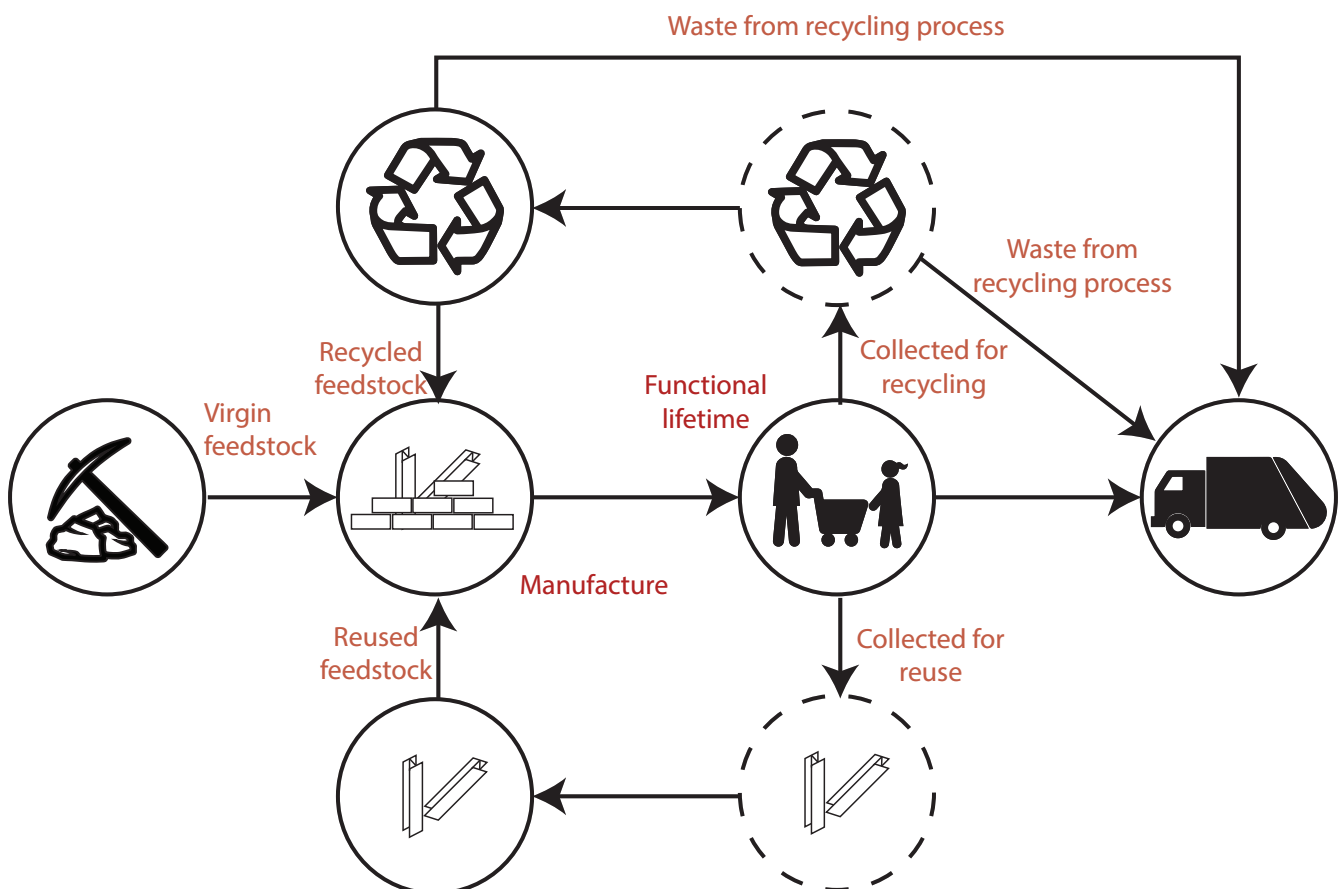 Waste from recycling process
Waste from
recycling process
Recycled
feedstock
Collected for
recycling
Functional
lifetime
Virgin
feedstock
Manufacture
Reused
feedstock
Collected for
reuse